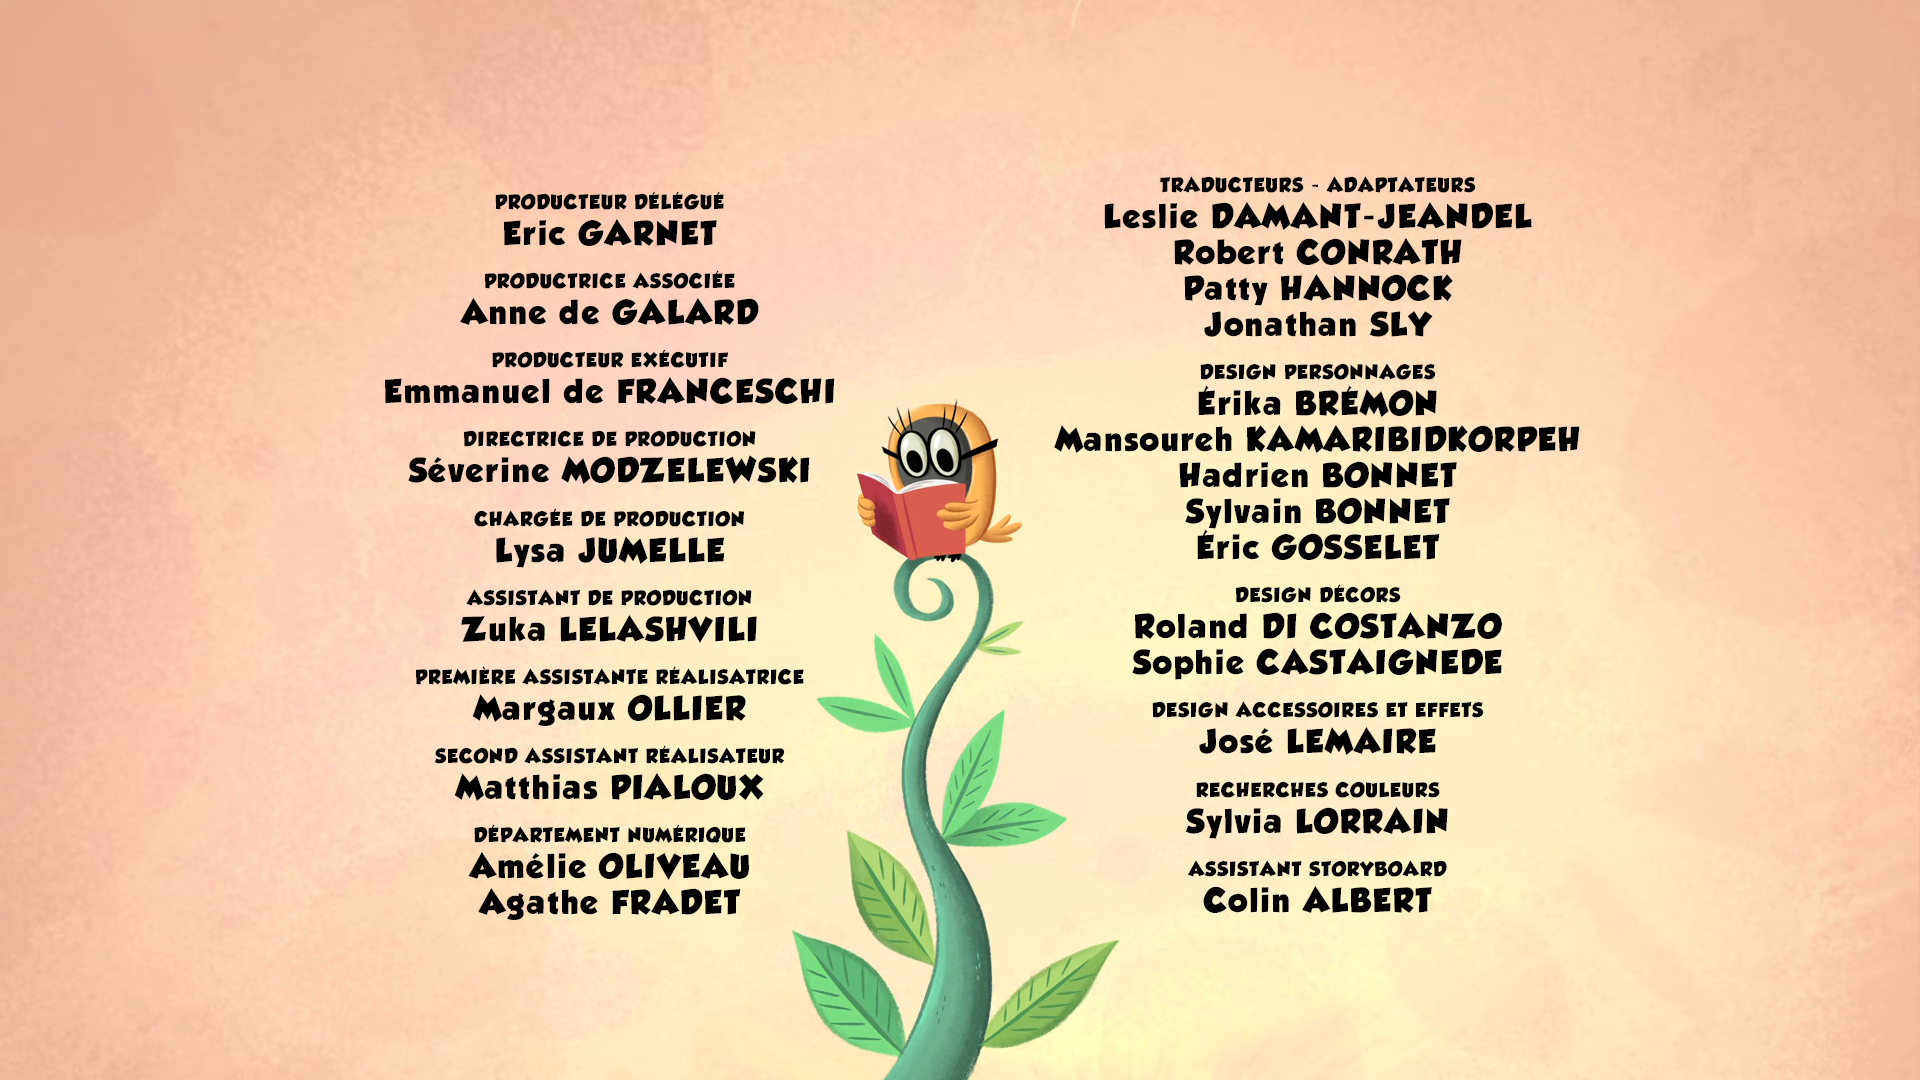 PRODUCTEUR DÉLÉGUÉ
Eric GARNET
PRODUCTRICE ASSOCIÉE
Anne de GALARD
PRODUCTEUR EXÉCUTIF
Emmanuel de FRANCESCHI
DIRECTRICE DE PRODUCTION
Séverine MODZELEWSKI
CHARGÉE DE PRODUCTION
Lysa JUMELLE
ASSISTANT DE PRODUCTION
Zuka LELASHVILI
PREMIÈRE ASSISTANTE RÉALISATRICE
Margaux OLLIER
SECOND ASSISTANT RÉALISATEUR
Matthias PIALOUX
DÉPARTEMENT NUMÉRIQUE
Amélie OLIVEAU
Agathe FRADET
TRADUCTEURS - ADAPTATEURS
Leslie DAMANT-JEANDEL
Robert CONRATH
Patty HANNOCK
Jonathan SLY
DESIGN PERSONNAGES
Érika BRÉMON
Mansoureh KAMARIBIDKORPEH
Hadrien BONNET
Sylvain BONNET
Éric GOSSELET
DESIGN DÉCORS
Roland DI COSTANZO
Sophie CASTAIGNEDE
DESIGN ACCESSOIRES ET EFFETS
José LEMAIRE
RECHERCHES COULEURS
Sylvia LORRAIN
ASSISTANT STORYBOARD
Colin ALBERT